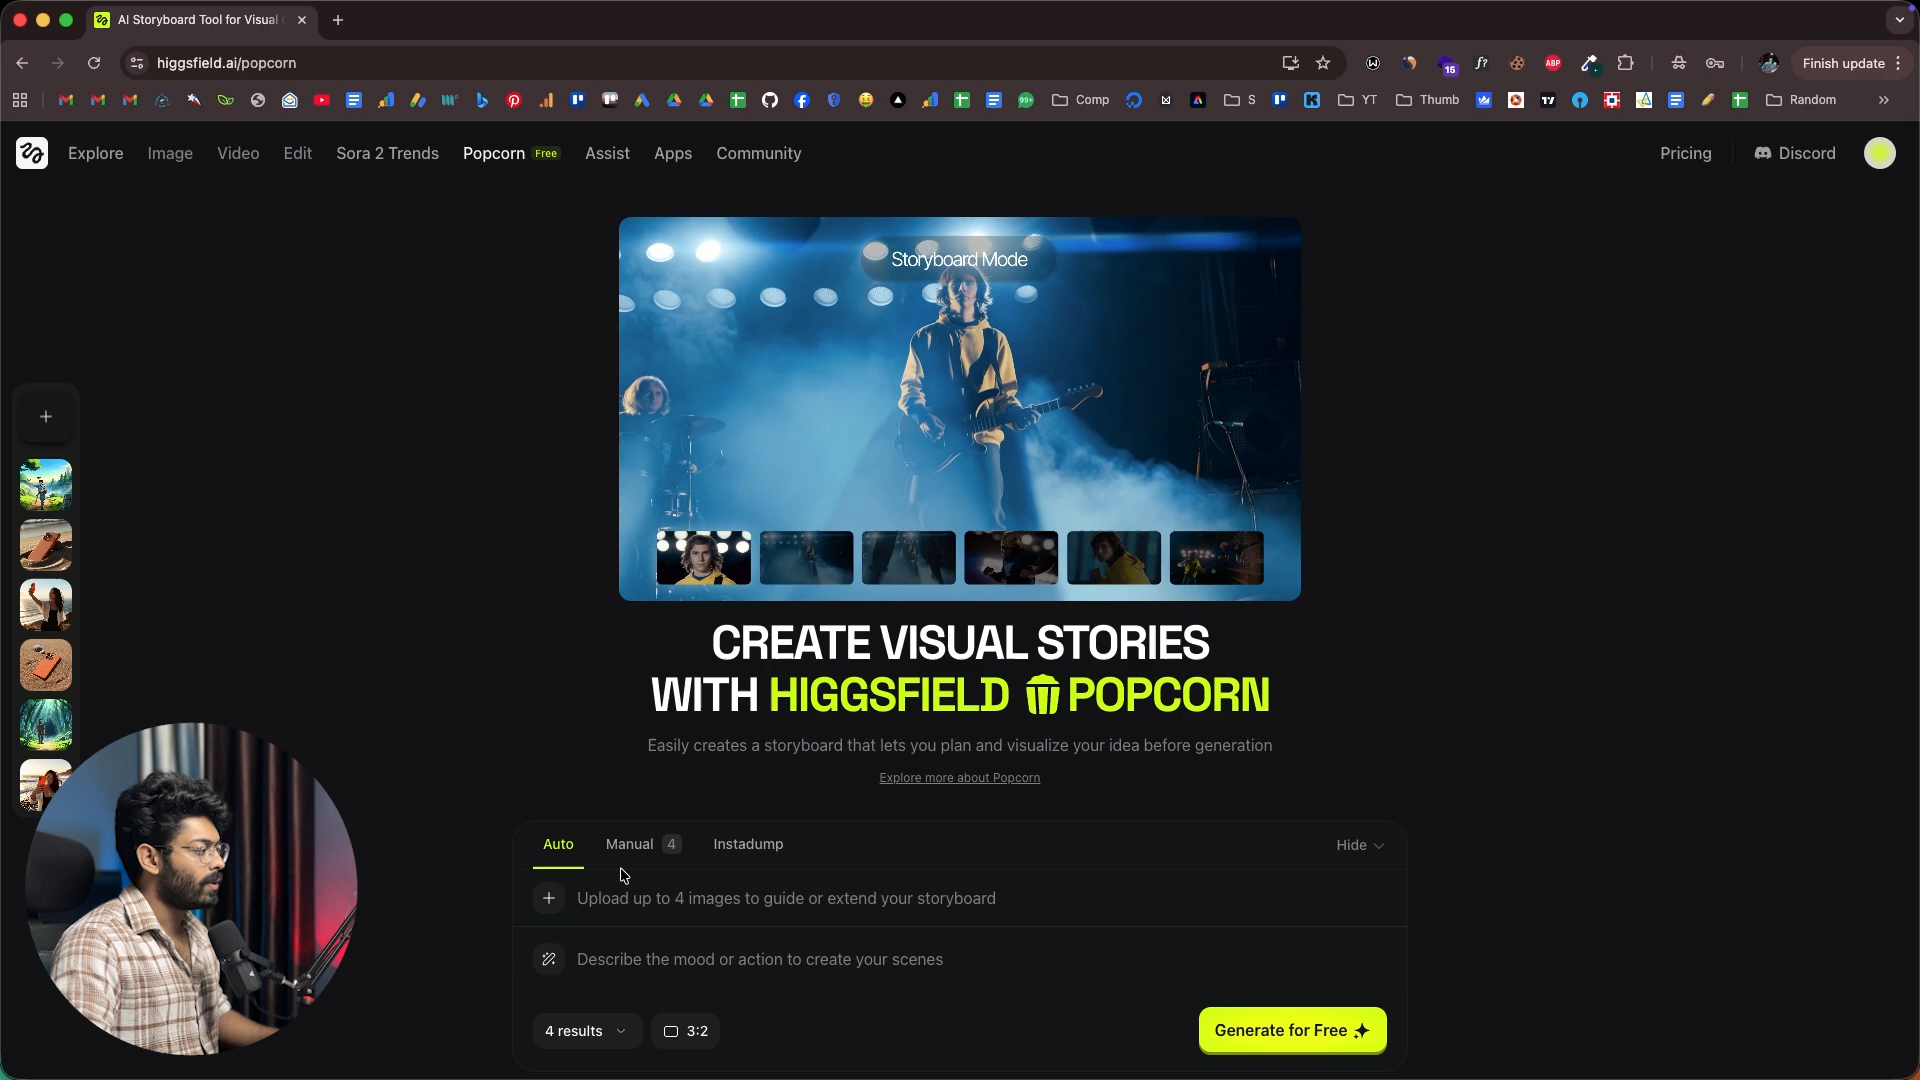 AI Storyboard Tool for Visual
higgsfield.ai/popcorn
15
f?
ABP
Finish update
99+
Comp
S
YT
Thumb
Random
Explore
Image
Video
Edit
Sora 2 Trends
Popcorn Free
Assist
Apps
Community
Pricing
Discord
Storyboard Mode
CREATE VISUAL STORIES
WITH HIGGSFIELD POPCORN
Easily creates a storyboard that lets you plan and visualize your idea before generation
Explore more about Popcorn
Auto
Manual 4
Instadump
Hide
Upload up to 4 images to guide or extend your storyboard
Describe the mood or action to create your scenes
4 results
3:2
Generate for Free